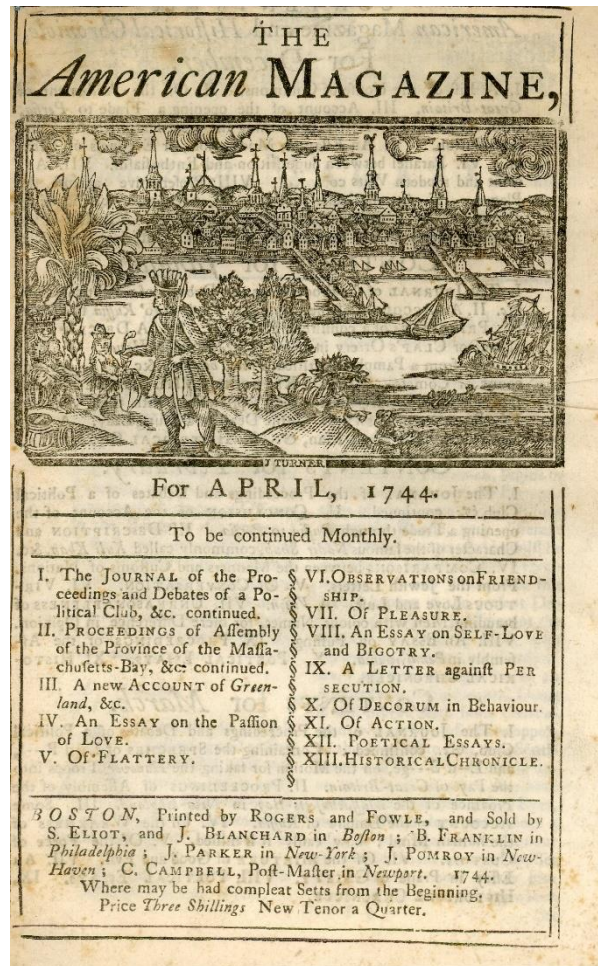 THE
American MAGAZINE,
J TURNER
For APRIL, 1744.
To be continued Monthly.
I. The JOURNAL of the Pro-
ceedings and Debates of a Po-
litical Club, &c. continued.
II. PROCEEDINGS of Aſſembly
of the Province of the Maſſa-
chuſetts-Bay, &c. continued.
III. A new ACCOUNT of Green-
land, &c.
IV. An ESSAY on the Paſſion
of LOVE.
V. Of FLATTERY.
VI. OBSERVATIONS on FRIEND-
SHIP.
VII. Of PLEASURE.
VIII. An ESSAY on SELF-LOVE
and BIGOTRY.
IX. A LETTER againſt PER
SECUTION.
X. Of DECORUM in Behaviour.
XI. Of ACTION.
XII. POETICAL ESSAYS.
XIII. HISTORICAL CHRONICLE.
BOSTON, Printed by ROGERS and FOWLE, and Sold by
S. ELIOT, and J. BLANCHARD in Boſton ; B. FRANKLIN in
Philadelphia ; J. PARKER in New-York ; J. POMROY in New-
Haven ; C. CAMPBELL, Poſt-Maſter in Newport. 1744.
Where may be had compleat Setts from the Beginning.
Price Three Shillings New Tenor a Quarter.